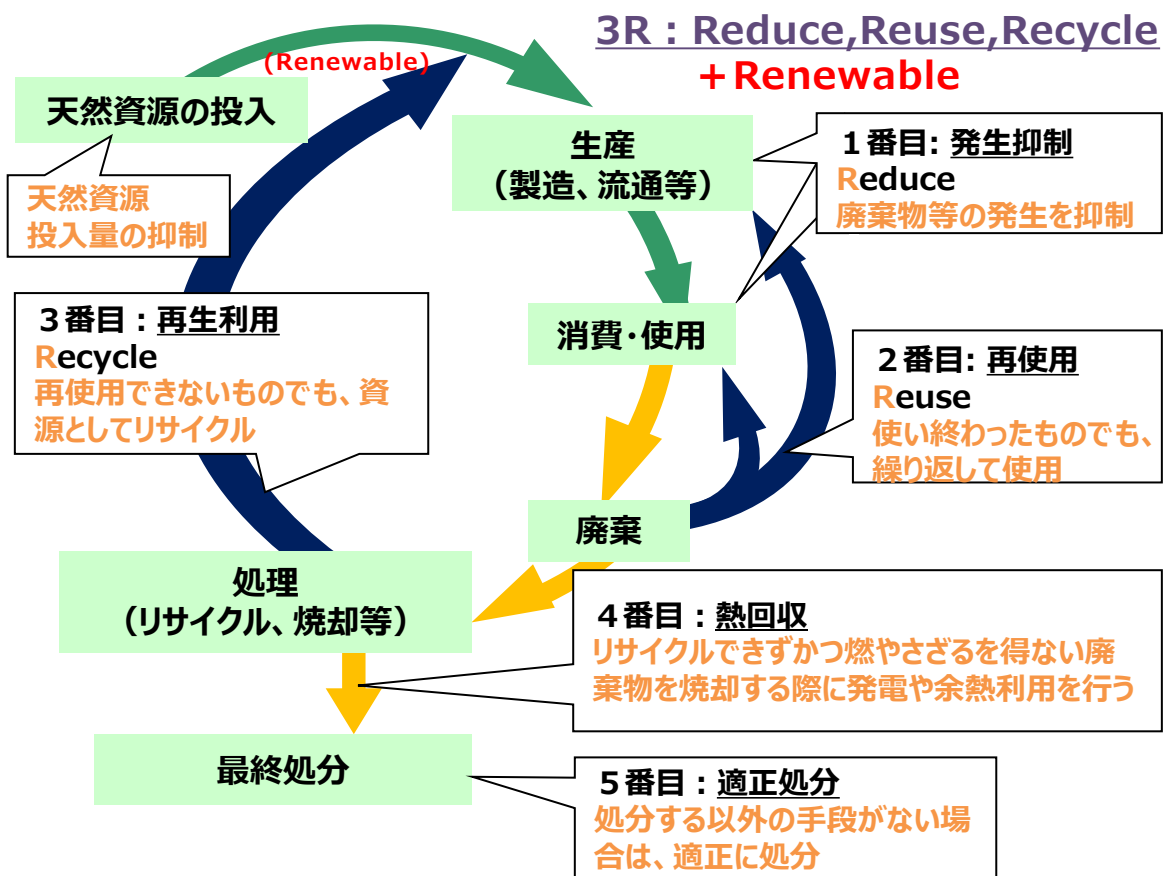 3R：Reduce,Reuse,Recycle
＋Renewable
(Renewable)
天然資源の投入
天然資源
投入量の抑制
生産
（製造、流通等）
１番目: 発生抑制
Reduce
廃棄物等の発生を抑制
３番目：再生利用
Recycle
再使用できないものでも、資
源としてリサイクル
消費・使用
２番目: 再使用
Reuse
使い終わったものでも、
繰り返して使用
廃棄
処理
（リサイクル、焼却等）
４番目：熱回収
リサイクルできずかつ燃やさざるを得ない廃
棄物を焼却する際に発電や余熱利用を行う
最終処分
５番目：適正処分
処分する以外の手段がない場
合は、適正に処分